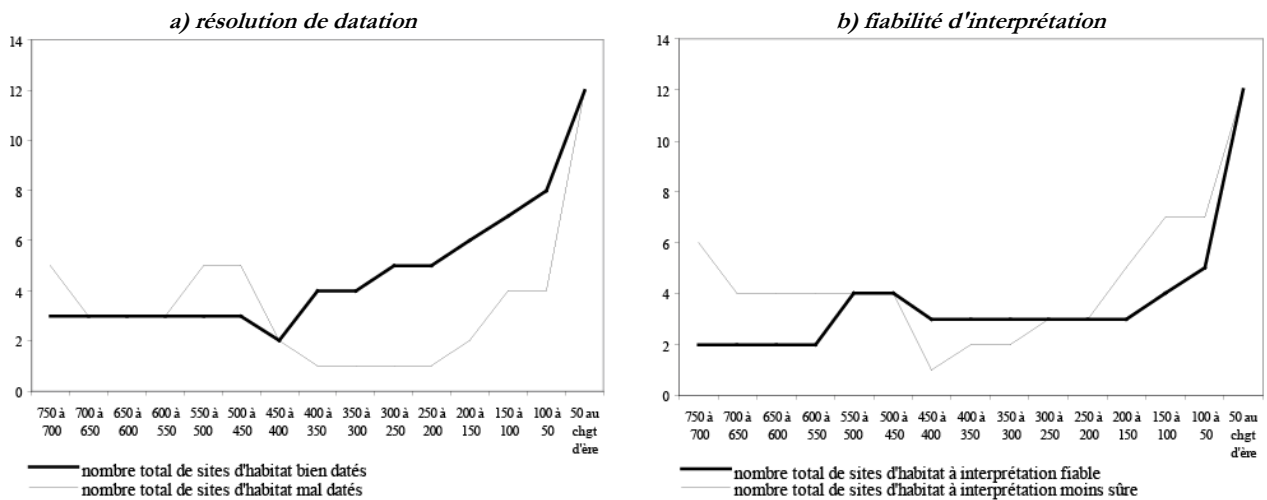 a) résolution de datation
14
12
10
8
6
4
2
0
750 à 700
700 à 650
650 à 600
600 à 550
550 à 500
500 à 450
450 à 400
400 à 350
350 à 300
300 à 250
250 à 200
200 à 150
150 à 100
100 à 50
50 au chgt d'ère
nombre total de sites d'habitat bien datés
nombre total de sites d'habitat mal datés
b) fiabilité d'interprétation
14
12
10
8
6
4
2
0
750 à 700
700 à 650
650 à 600
600 à 550
550 à 500
500 à 450
450 à 400
400 à 350
350 à 300
300 à 250
250 à 200
200 à 150
150 à 100
100 à 50
50 au chgt d'ère
nombre total de sites d'habitat à interprétation fiable
nombre total de sites d'habitat à interprétation moins sûre